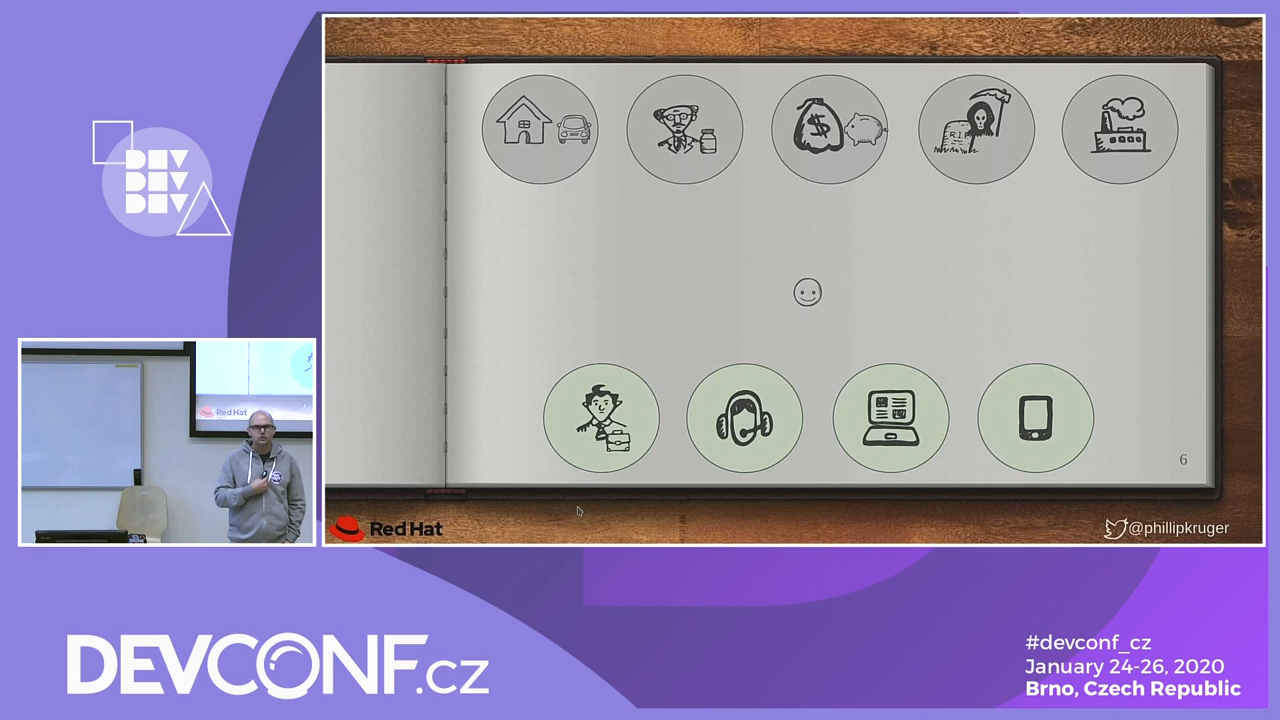 DEV
DEV
DEV
R.I.P
$
6
Red Hat
@phillipkruger
Red Hat
DEVCONF.cz
#devconf_cz
January 24-26, 2020
Brno, Czech Republic